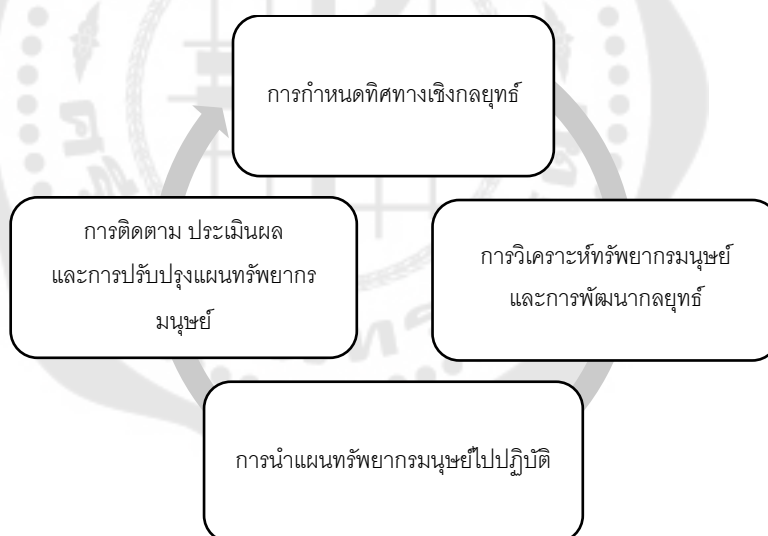 การกำหนดทิศทางเชิงกลยุทธ์
การวิเคราะห์ทรัพยากรมนุษย์
และการพัฒนากลยุทธ์
การนำแผนทรัพยากรมนุษย์ไปปฏิบัติ
การติดตาม ประเมินผล
และการปรับปรุงแผนทรัพยากร
มนุษย์